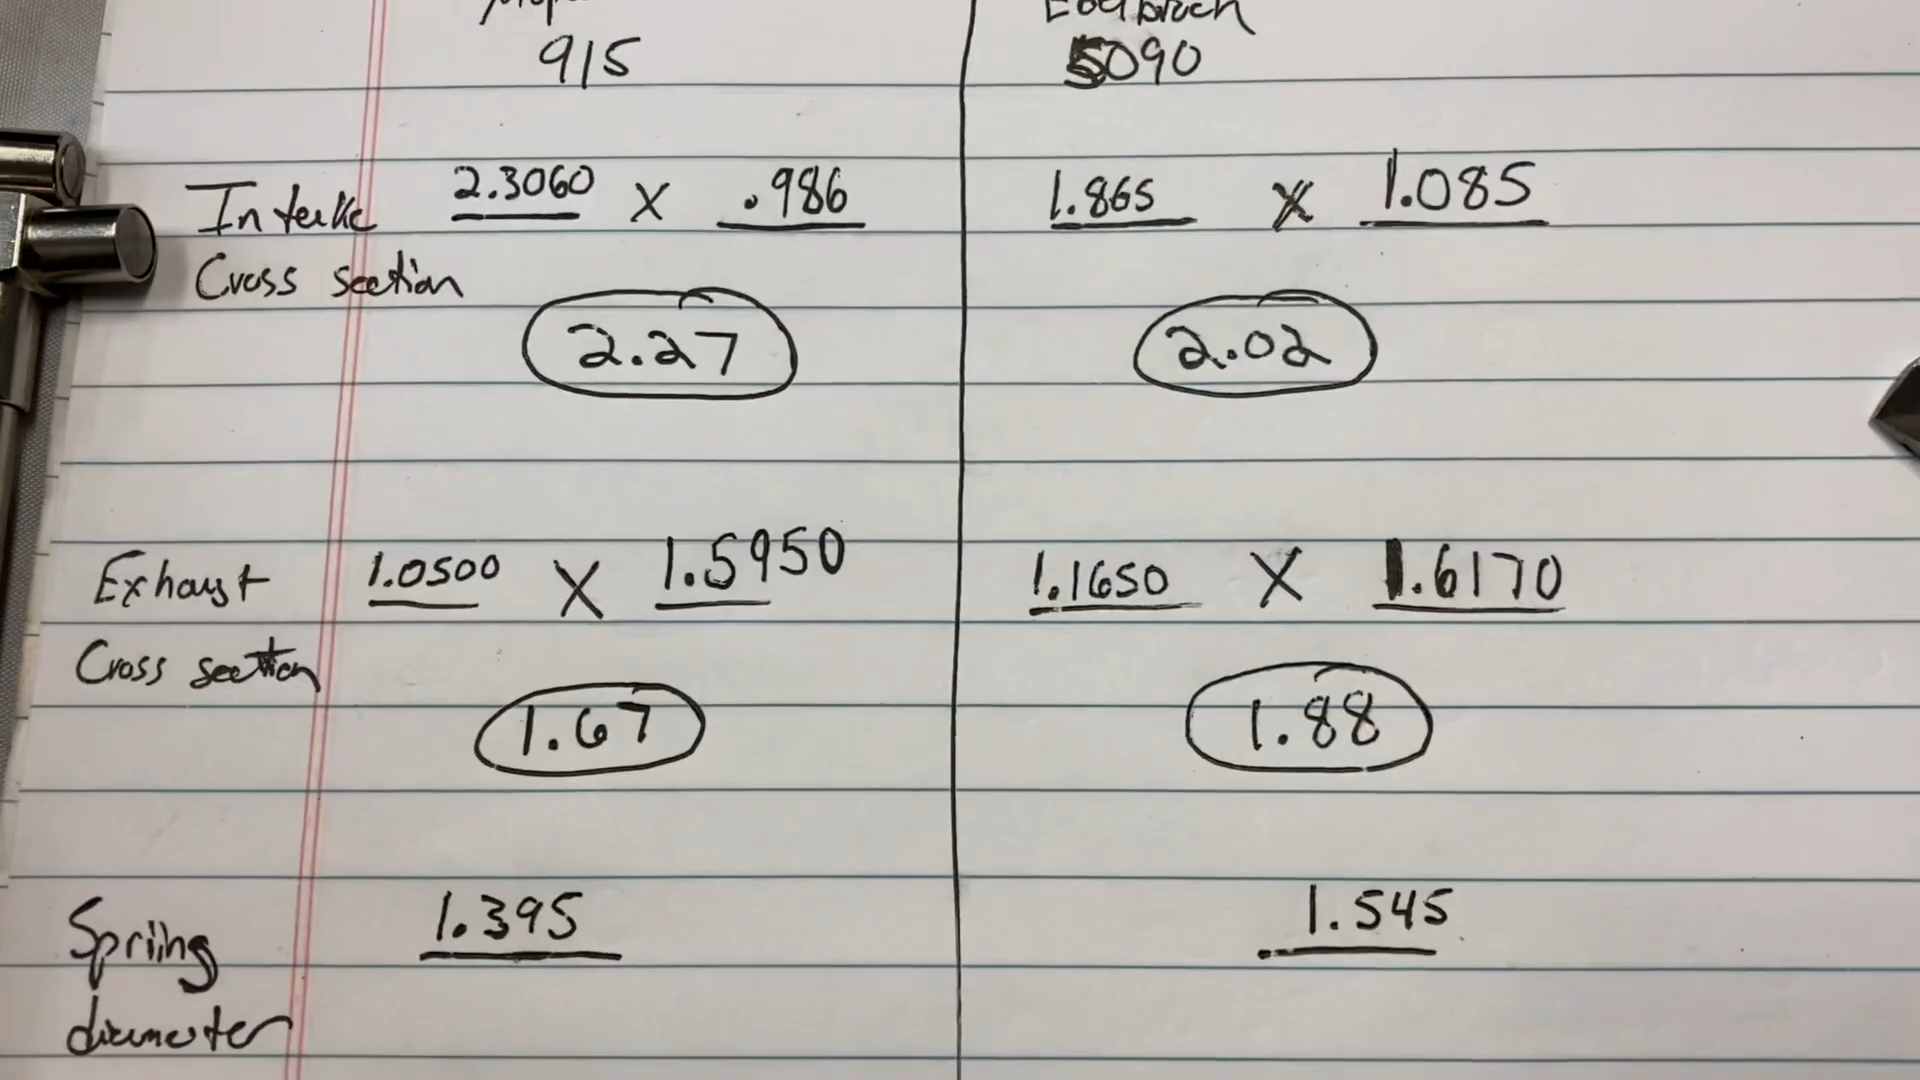 915 5090
Intake 2.3060 X .986 1.865 X 1.085
Cross section
2.27 2.02
Exhaust 1.0500 X 1.5950 1.1650 X 1.6170
Cross section
1.67 1.88
Spriing 1.395 1.545
diameter